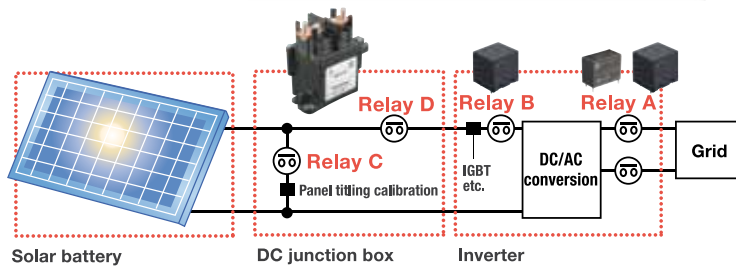 Relay D
Relay B
Relay A
Relay C
Panel titling calibration
IGBT
etc.
DC/AC
conversion
Grid
Solar battery
DC junction box
Inverter